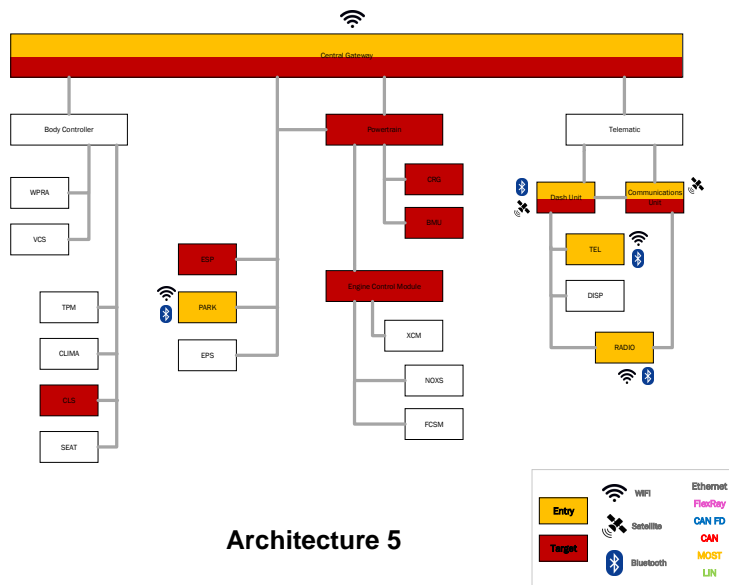 Central Gateway
Body Controller
Powertrain
Telematic
WPRA
CBG
Dash Unit
Communications
Unit
VCS
BMU
TEL
ESP
Engine Control Module
DISP
TPM
PARK
XCM
RADIO
CLIMA
EPS
NOXS
CLS
FCSM
SEAT
Architecture 5
Entry
Target
WiFi
Satellite
Bluetooth
Ethernet
FlexRay
CAN FD
CAN
MOST
LIN